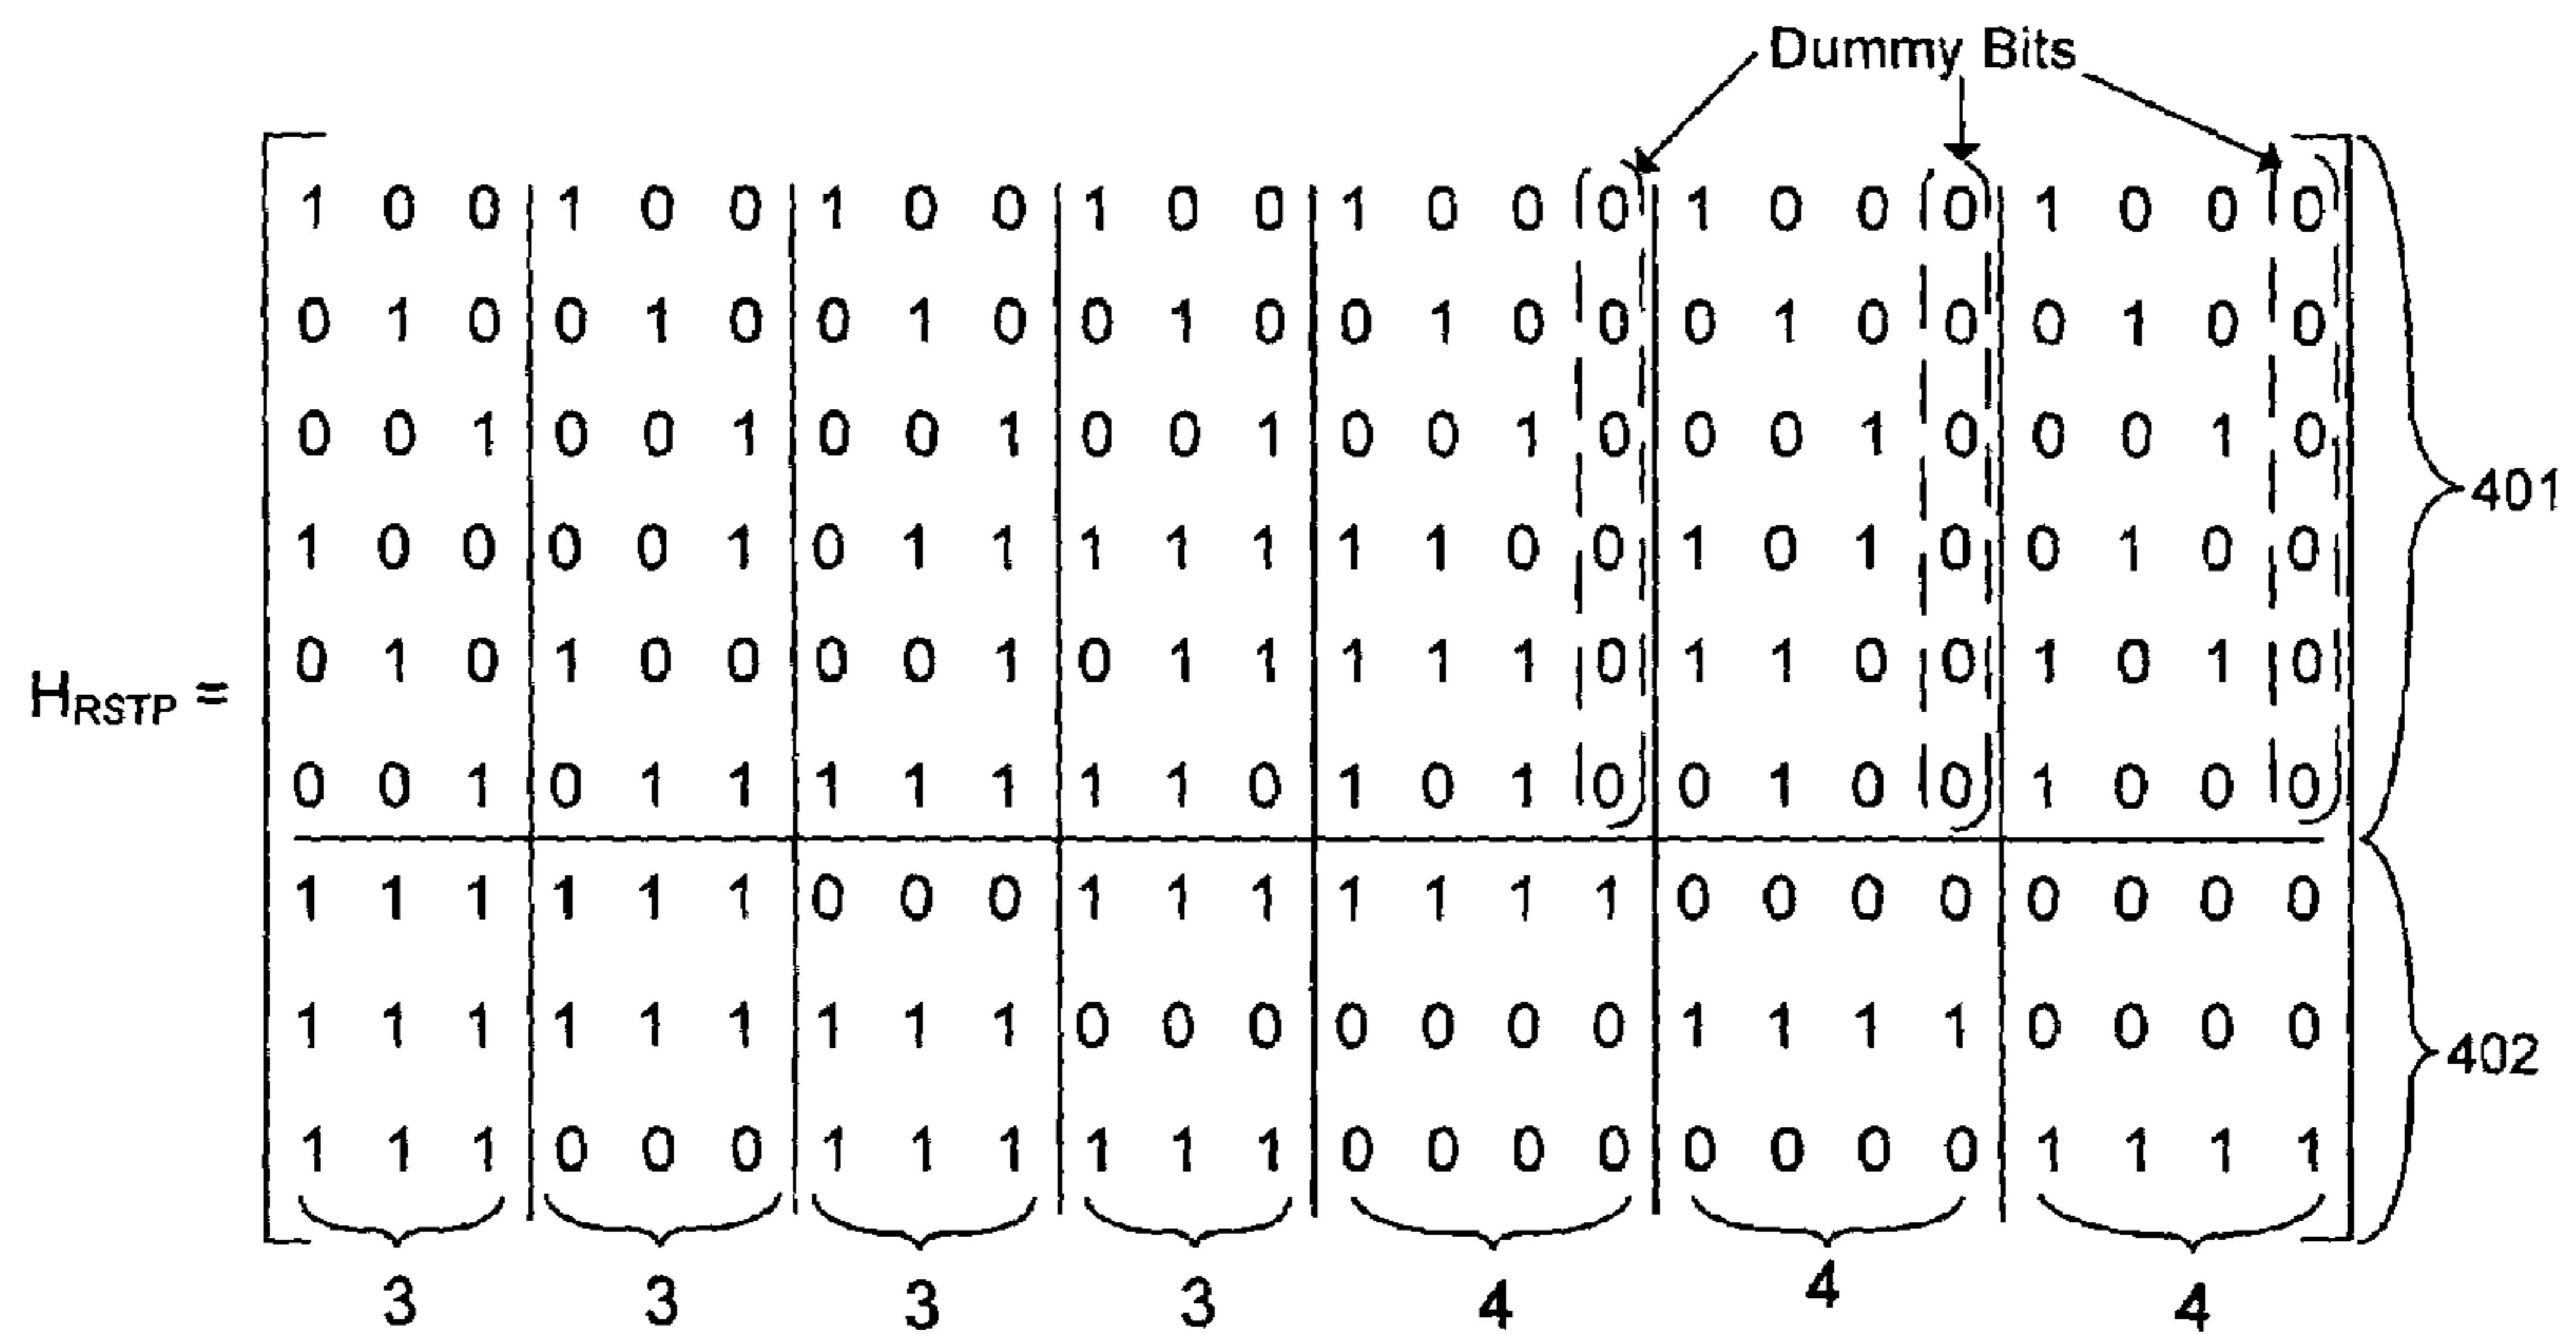 Dummy Bits
1 0 0 1 0 0 1 0 0 1 0 0 1 0 0 0 1 0 0 0 1 0 0 0
0 1 0 0 1 0 0 1 0 0 1 0 0 1 0 0 0 1 0 0 0 1 0 0
0 0 1 0 0 1 0 0 1 0 0 1 0 0 1 0 0 0 1 0 0 0 1 0
401
1 0 0 0 0 1 0 1 1 1 1 1 1 1 0 0 1 0 1 0 0 1 0 0
0 1 0 1 0 0 0 0 1 0 1 1 1 1 1 0 1 1 0 0 1 0 1 0
HRSTP =
0 0 1 0 1 1 1 1 1 1 1 0 1 0 1 0 0 1 0 0 1 0 0 0
1 1 1 1 1 1 0 0 0 1 1 1 1 1 1 1 0 0 0 0 0 0 0 0
1 1 1 1 1 1 1 1 1 0 0 0 0 0 0 0 1 1 1 1 0 0 0 0
402
1 1 1 0 0 0 1 1 1 1 1 1 0 0 0 0 0 0 0 0 1 1 1 1
3 3 3 3 4 4 4